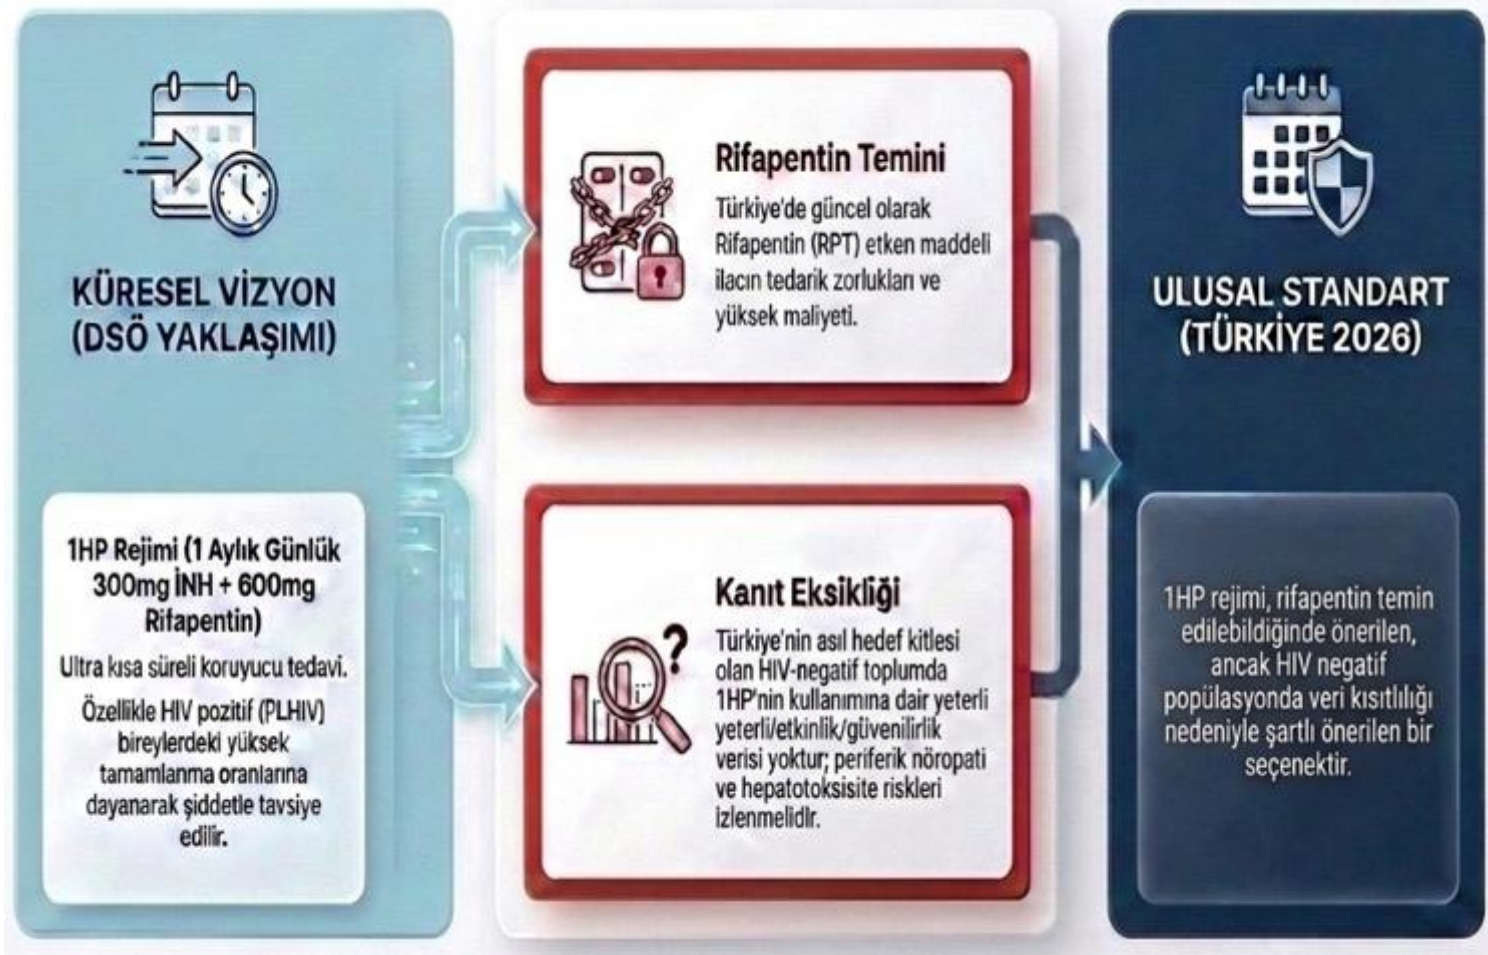 KÜRESEL VİZYON
(DSÖ YAKLAŞIMI)
1HP Rejimi (1 Aylık Günlük
300mg İNH + 600mg
Rifapentin)
Ultra kısa süreli koruyucu tedavi.
Özellikle HIV pozitif (PLHIV)
bireylerdeki yüksek
tamamlanma oranlarına
dayanarak şiddetle tavsiye
edilir.
Rifapentin Temini
Türkiye'de güncel olarak
Rifapentin (RPT) etken maddeli
ilacın tedarik zorlukları ve
yüksek maliyeti.
?
Kanıt Eksikliği
Türkiye'nin asıl hedef kitlesi
olan HIV-negatif toplumda
1HP'nin kullanımına dair yeterli
yeterli/etkinlik/güvenilirlik
verisi yoktur; periferik nöropati
ve hepatotoksisite riskleri
izlenmelidir.
ULUSAL STANDART
(TÜRKİYE 2026)
1HP rejimi, rifapentin temin
edilebildiğinde önerilen,
ancak HIV negatif
popülasyonda veri kısıtlılığı
nedeniyle şartlı önerilen bir
seçenektir.